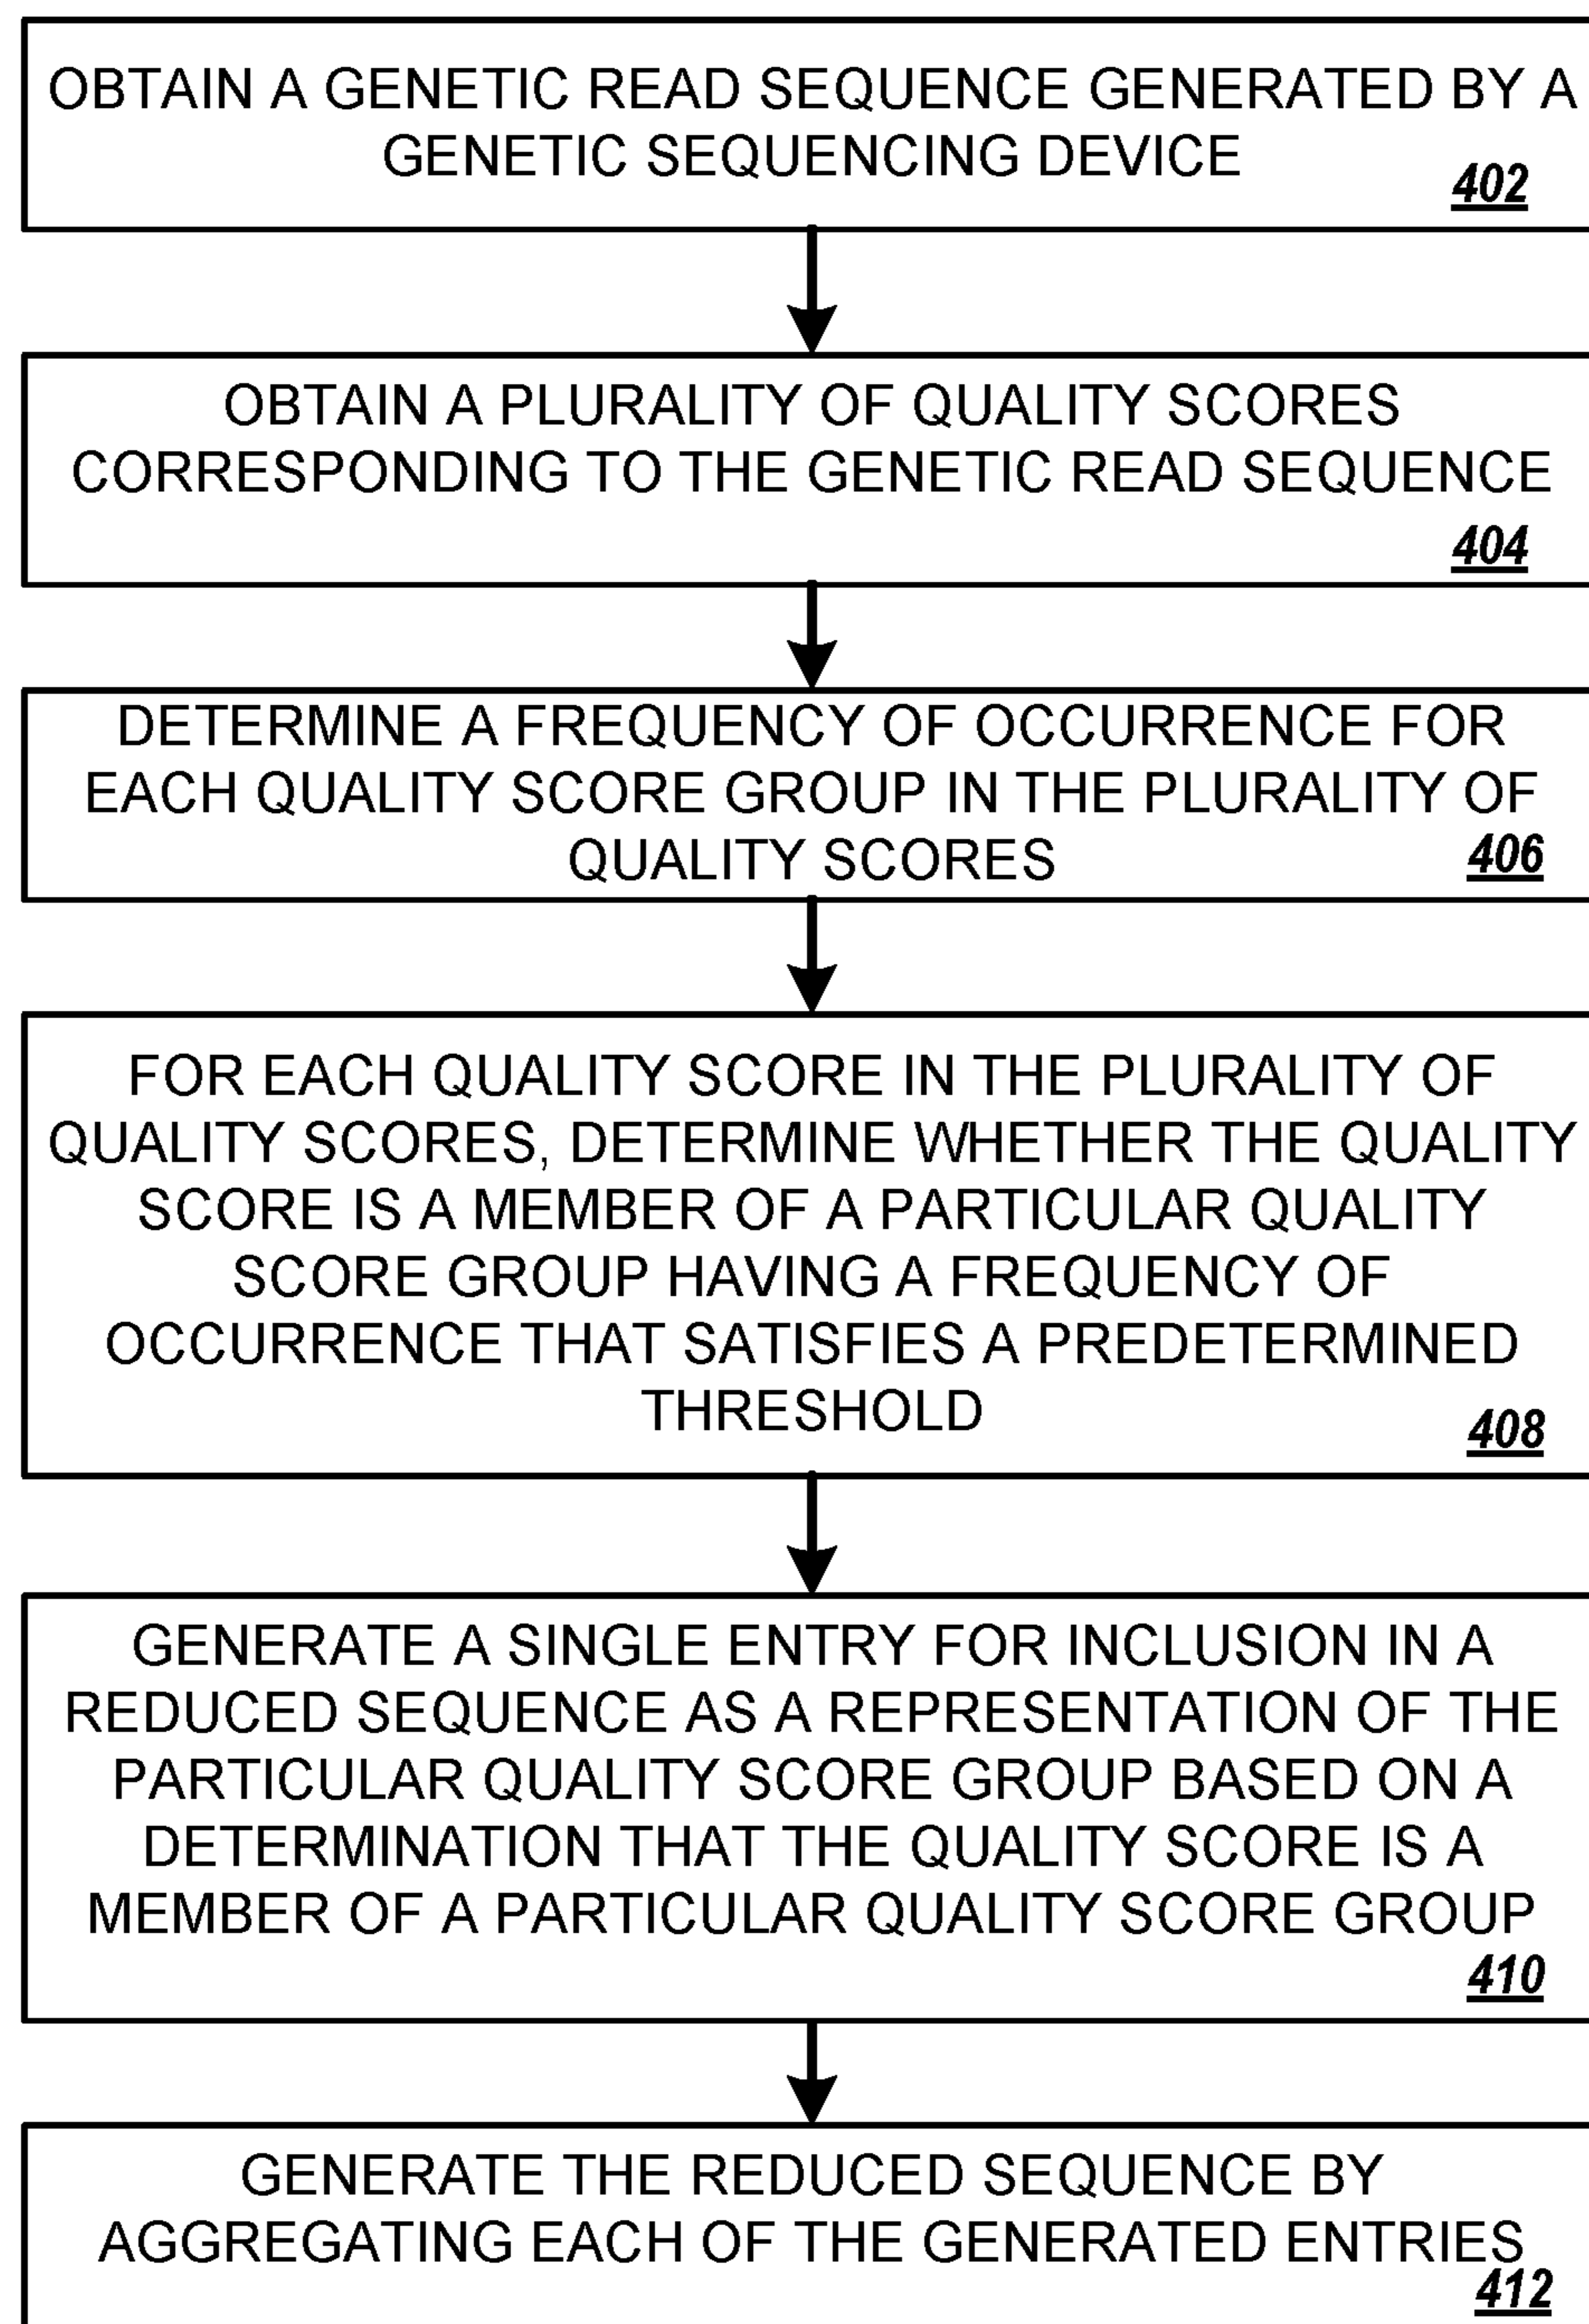 OBTAIN A GENETIC READ SEQUENCE GENERATED BY A
GENETIC SEQUENCING DEVICE
402
OBTAIN A PLURALITY OF QUALITY SCORES
CORRESPONDING TO THE GENETIC READ SEQUENCE
404
DETERMINE A FREQUENCY OF OCCURRENCE FOR
EACH QUALITY SCORE GROUP IN THE PLURALITY OF
QUALITY SCORES
406
FOR EACH QUALITY SCORE IN THE PLURALITY OF
QUALITY SCORES, DETERMINE WHETHER THE QUALITY
SCORE IS A MEMBER OF A PARTICULAR QUALITY
SCORE GROUP HAVING A FREQUENCY OF
OCCURRENCE THAT SATISFIES A PREDETERMINED
THRESHOLD
408
GENERATE A SINGLE ENTRY FOR INCLUSION IN A
REDUCED SEQUENCE AS A REPRESENTATION OF THE
PARTICULAR QUALITY SCORE GROUP BASED ON A
DETERMINATION THAT THE QUALITY SCORE IS A
MEMBER OF A PARTICULAR QUALITY SCORE GROUP
410
GENERATE THE REDUCED SEQUENCE BY
AGGREGATING EACH OF THE GENERATED ENTRIES
412